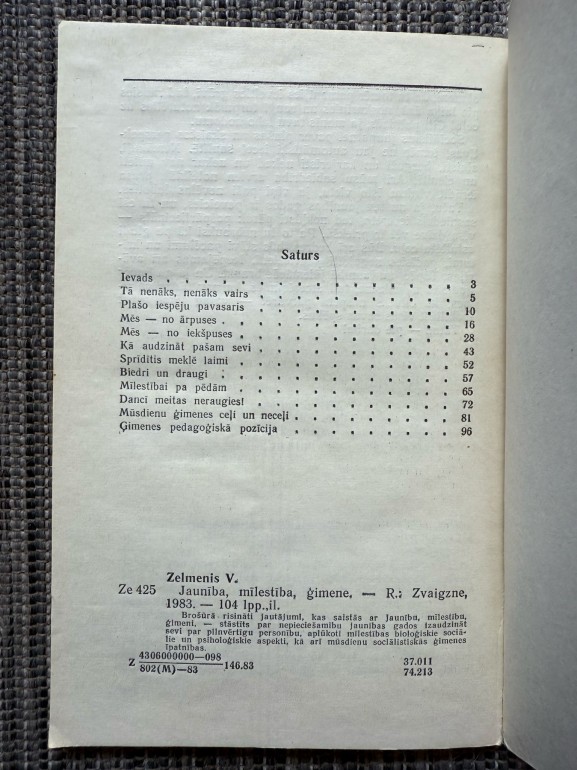 Saturs
Ievads . . . . . . . . . . . . . . . 3
Tā nenāks, nenāks vairs . . . . . . . . . . 5
Plašo iespēju pavasaris . . . . . . . . . . 10
Mēs — no ārpuses . . . . . . . . . . . . 16
Mēs — no iekšpuses . . . . . . . . . . . 28
Kā audzināt pašam sevi . . . . . . . . . . 43
Sprīdītis meklē laimi . . . . . . . . . . . 52
Biedri un draugi . . . . . . . . . . . . 57
Mīlestībai pa pēdām . . . . . . . . . . . 65
Danci meitas neraugies! . . . . . . . . . . 72
Mūsdienu ģimenes ceļi un neceļi . . . . . . . . 81
Ģimenes pedagoģiskā pozīcija . . . . . . . . . 96
Zelmenis V.
Ze 425 Jaunība, mīlestība, ģimene, — R.: Zvaigzne,
1983. — 104 lpp.,il.
Brošūrā risināti jautājumi, kas saistās ar Jaunību, mīlestību,
ģimeni, — stāstīts par nepieciešamību jaunības gados izaudzināt
sevi par pilnvērtīgu personību, aplūkoti mīlestības bioloģiskie sociā-
lie un psiholoģiskie aspekti, kā arī mūsdienu sociālistiskās ģimenes
īpatnības.
Z 4306000000—098
802(M)—83 146.83 37.011
74.213